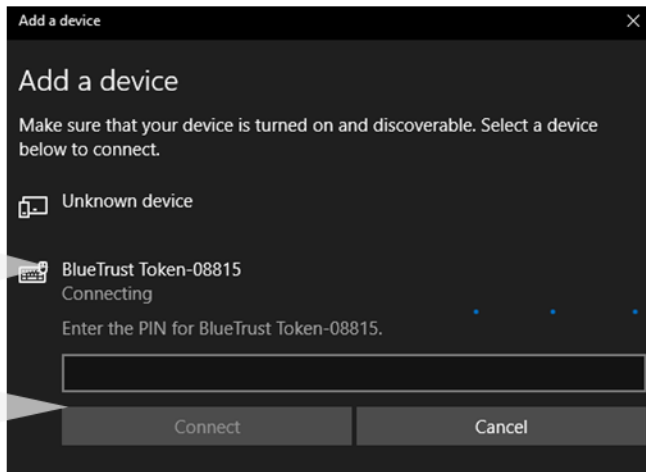 Add a device
Add a device
Make sure that your device is turned on and discoverable. Select a device
below to connect.
Unknown device
BlueTrust Token-08815
Connecting
Enter the PIN for BlueTrust Token-08815.
Connect
Cancel